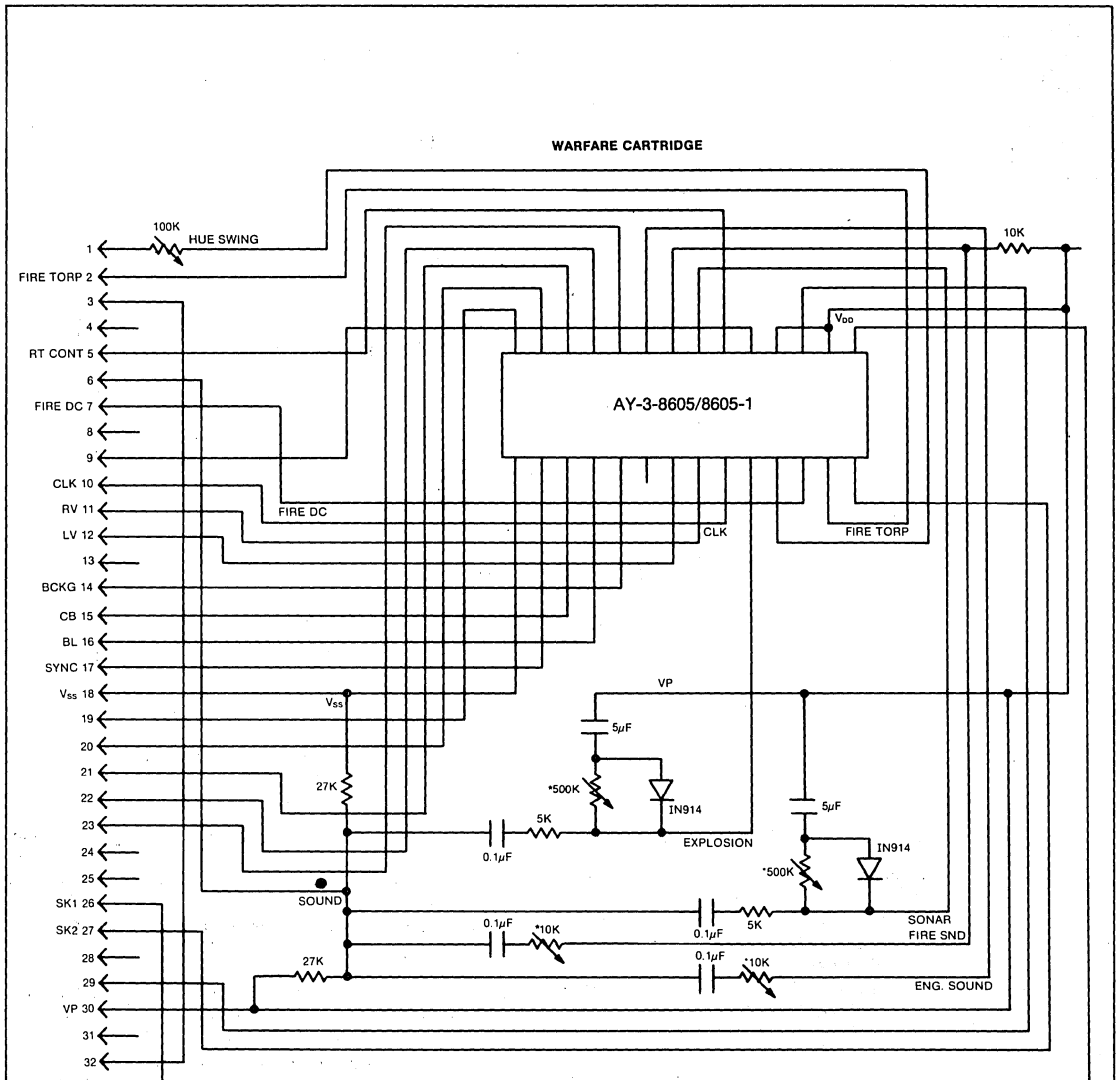 WARFARE CARTRIDGE
100K
HUE SWING
10K
1
FIRE TORP 2
3
4
RT CONT 5
6
FIRE DC 7
8
9
CLK 10
RV 11
LV 12
13
BCKG 14
CB 15
BL 16
SYNC 17
Vss 18
19
20
21
22
23
24
25
SK1 26
SK2 27
28
29
VP 30
31
32
VDD
AY-3-8605/8605-1
FIRE DC
CLK
FIRE TORP
Vss
VP
5µF
27K
*500K
IN914
5K
0.1µF
EXPLOSION
5µF
IN914
*500K
SOUND
0.1µF
5K
SONAR
FIRE SND
0.1µF
*10K
27K
0.1µF
*10K
ENG. SOUND